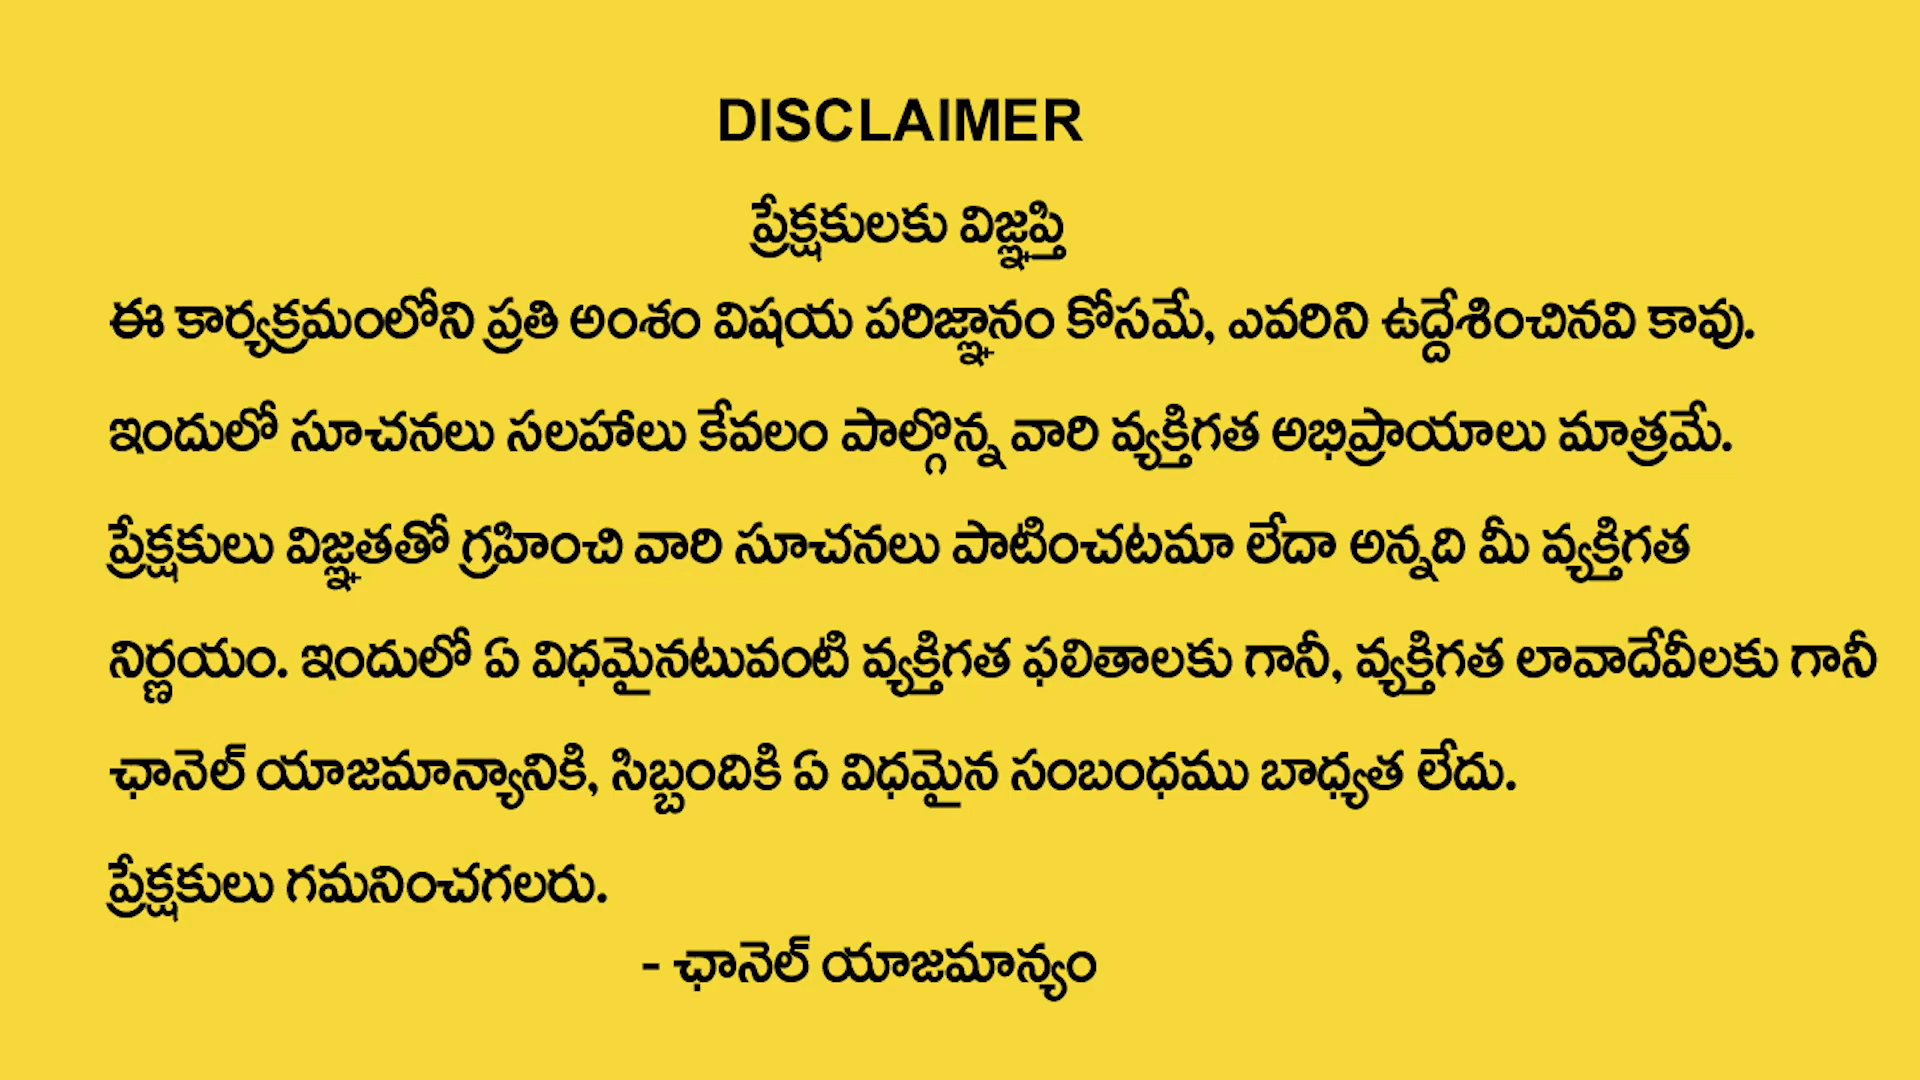 DISCLAIMER
ప్రేక్షకులకు విజ్ఞప్తి
ఈ కార్యక్రమంలోని ప్రతి అంశం విషయ పరిజ్ఞానం కోసమే, ఎవరిని ఉద్దేశించినవి కావు.
ఇందులో సూచనలు సలహాలు కేవలం పాల్గొన్న వారి వ్యక్తిగత అభిప్రాయాలు మాత్రమే.
ప్రేక్షకులు విజ్ఞతతో గ్రహించి వారి సూచనలు పాటించటమా లేదా అన్నది మీ వ్యక్తిగత
నిర్ణయం. ఇందులో ఏ విధమైనటువంటి వ్యక్తిగత ఫలితాలకు గానీ, వ్యక్తిగత లావాదేవీలకు గానీ
ఛానెల్ యాజమాన్యానికి, సిబ్బందికి ఏ విధమైన సంబంధము బాధ్యత లేదు.
ప్రేక్షకులు గమనించగలరు.
- ఛానెల్ యాజమాన్యం